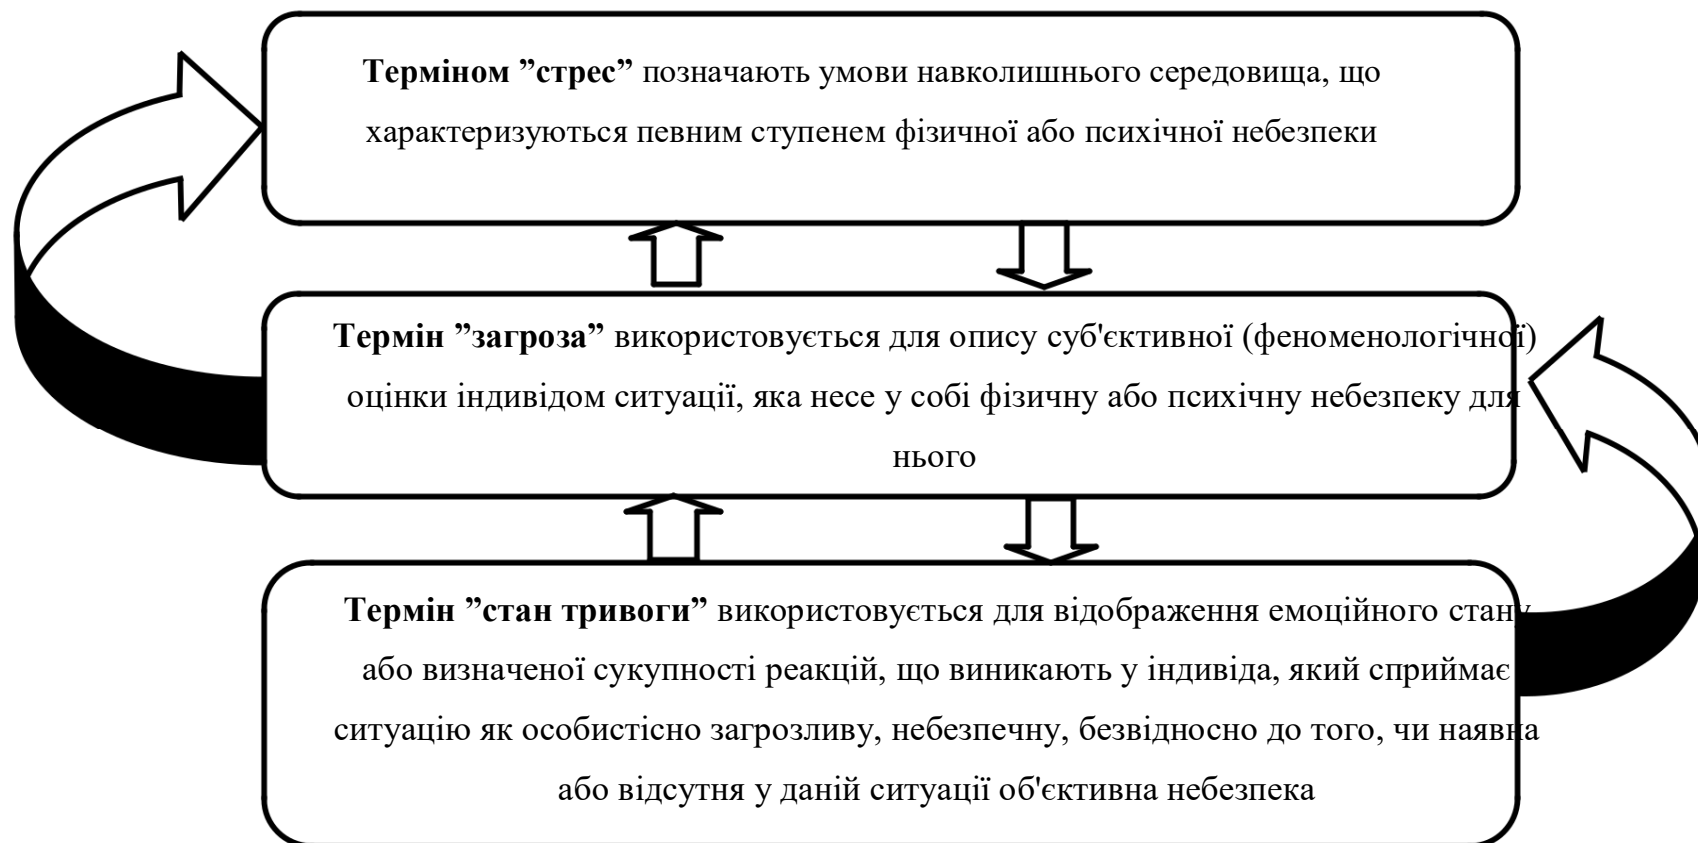 Терміном ”стрес” позначають умови навколишнього середовища, що
характеризуються певним ступенем фізичної або психічної небезпеки
Термін ”загроза” використовується для опису суб'єктивної (феноменологічної)
оцінки індивідом ситуації, яка несе у собі фізичну або психічну небезпеку для
нього
Термін ”стан тривоги” використовується для відображення емоційного стану
або визначеної сукупності реакцій, що виникають у індивіда, який сприймає
ситуацію як особистісно загрозливу, небезпечну, безвідносно до того, чи наявна
або відсутня у даній ситуації об'єктивна небезпека